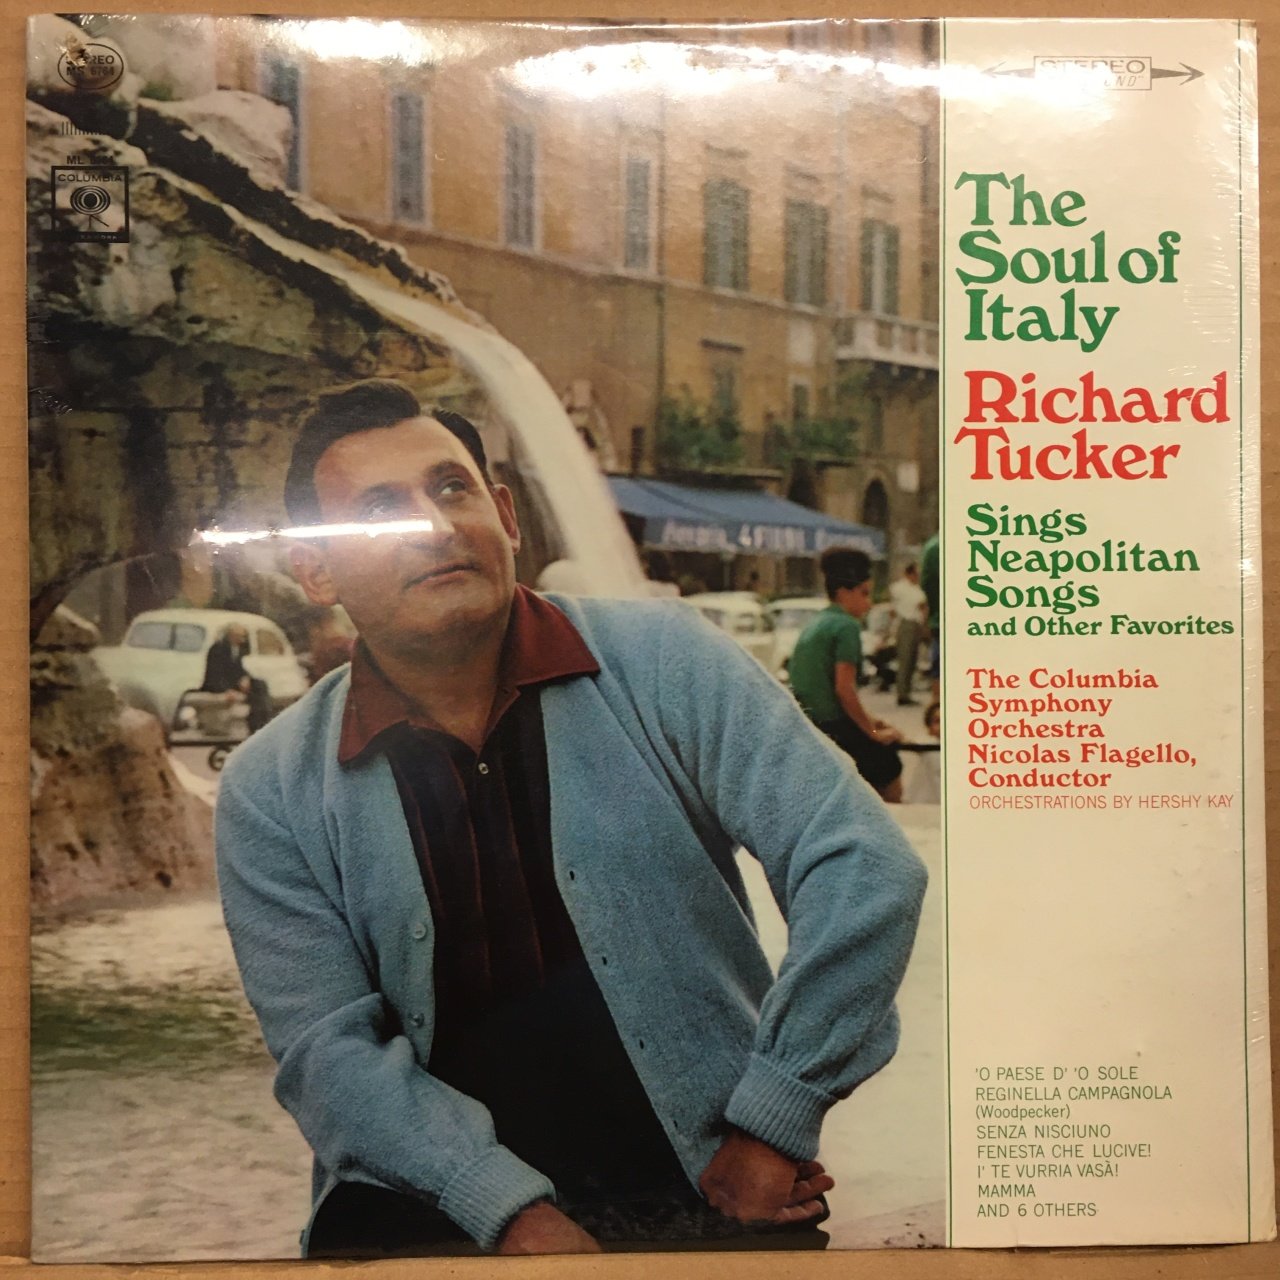 STEREO
MS 6764
COLUMBIA
STEREO
The
Soul of
Italy
Richard
Tucker
Sings
Neapolitan
Songs
and Other Favorites
The Columbia
Symphony
Orchestra
Nicolas Flagello,
Conductor
ORCHESTRATIONS BY HERSHY KAY
'O PAESE D' 'O SOLE
REGINELLA CAMPAGNOLA
(Woodpecker)
SENZA NISCIUNO
FENESTA CHE LUCIVE!
I' TE VURRIA VASÀ!
MAMMA
AND 6 OTHERS